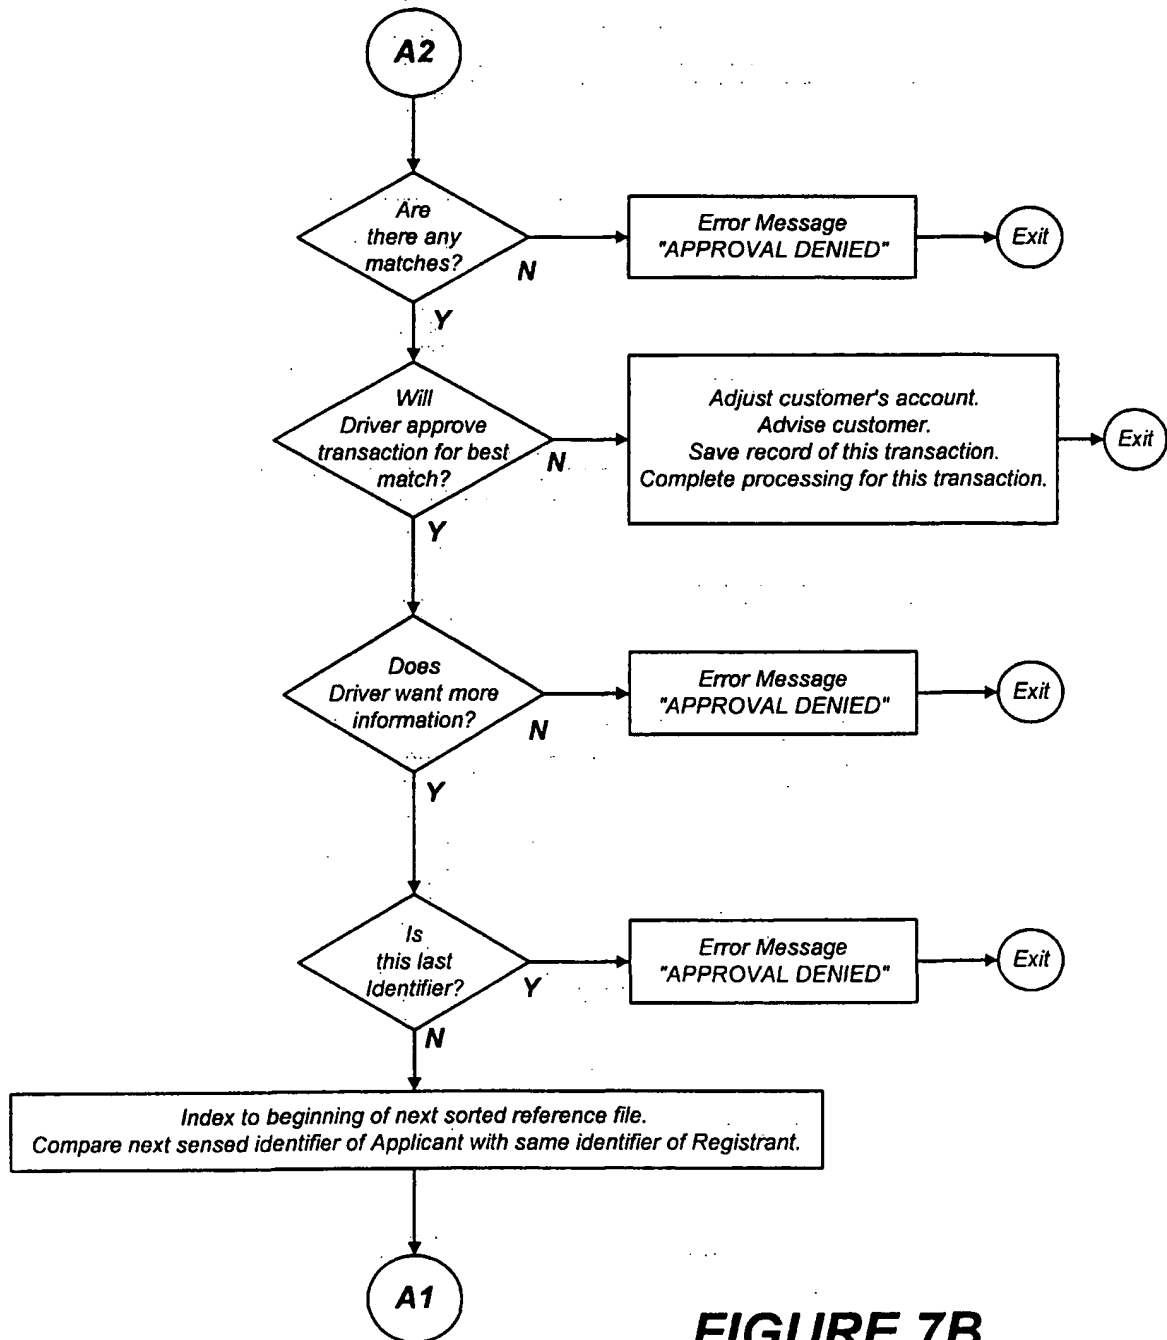 A2
Are
there any
matches?
N
Y
Error Message
"APPROVAL DENIED"
Exit
Will
Driver approve
transaction for best
match?
N
Y
Adjust customer's account.
Advise customer.
Save record of this transaction.
Complete processing for this transaction.
Exit
Does
Driver want more
information?
N
Y
Error Message
"APPROVAL DENIED"
Exit
Is
this last
Identifier?
Y
N
Error Message
"APPROVAL DENIED"
Exit
Index to beginning of next sorted reference file.
Compare next sensed identifier of Applicant with same identifier of Registrant.
A1
FIGURE 7B